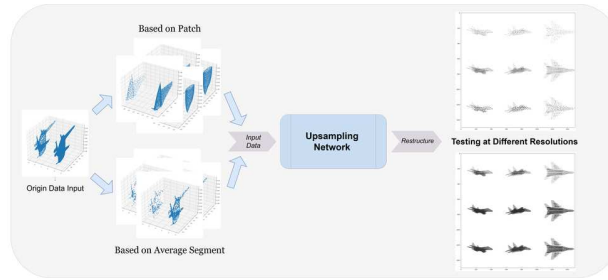 Based on Patch
Origin Data Input
Based on Average Segment
Input
Data
Upsampling
Network
Restructure
Testing at Different Resolutions